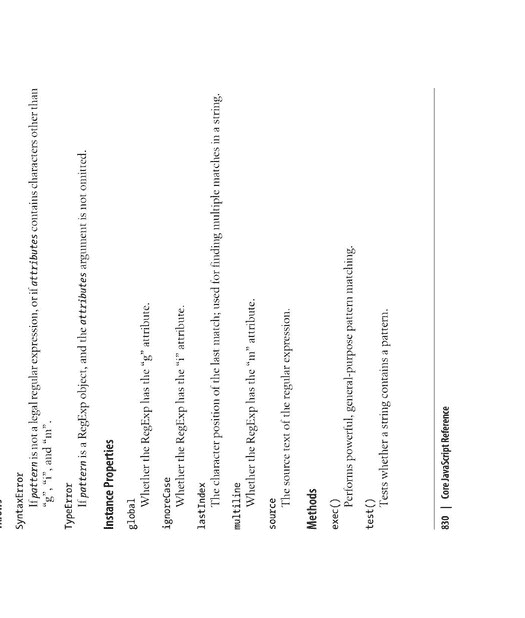 SyntaxError
If pattern is not a legal regular expression, or if attributes contains characters other than
“g”, “i”, and “m”.
TypeError
If pattern is a RegExp object, and the attributes argument is not omitted.
Instance Properties
global
Whether the RegExp has the “g” attribute.
ignoreCase
Whether the RegExp has the “i” attribute.
lastIndex
The character position of the last match; used for finding multiple matches in a string.
multiline
Whether the RegExp has the “m” attribute.
source
The source text of the regular expression.
Methods
exec()
Performs powerful, general-purpose pattern matching.
test()
Tests whether a string contains a pattern.
830 | Core JavaScript Reference